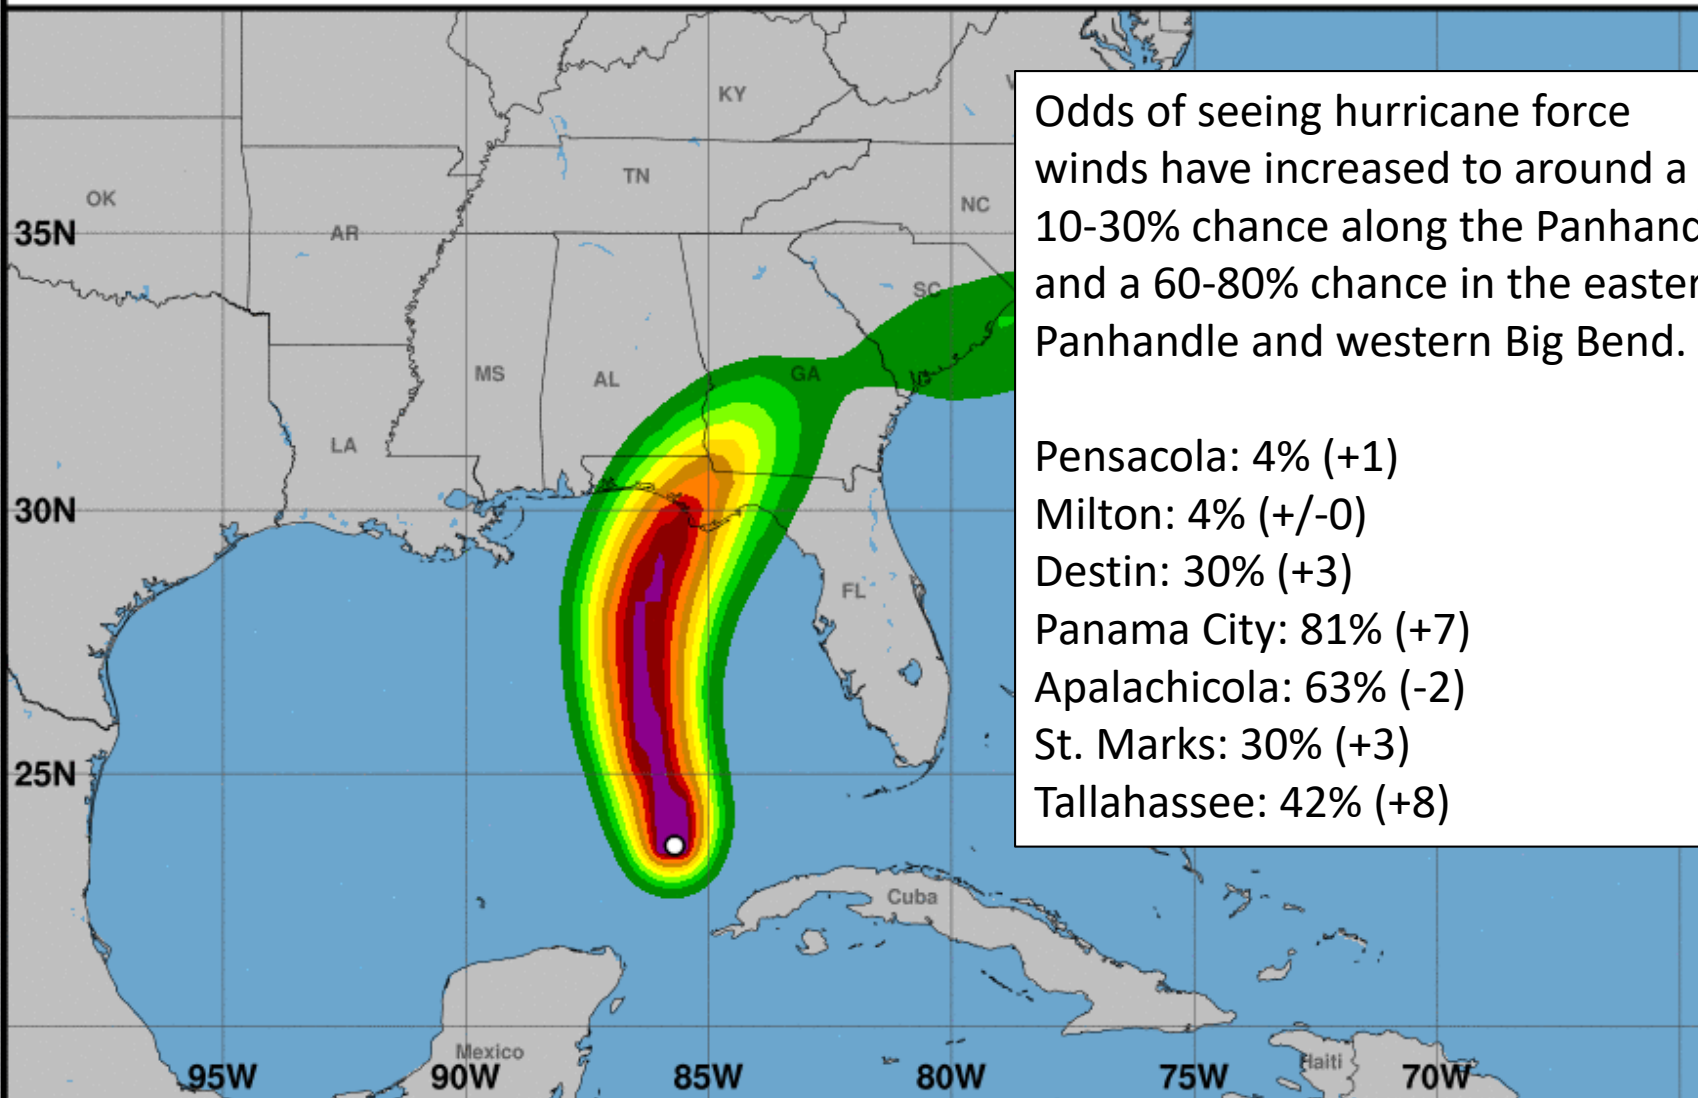 KY
Odds of seeing hurricane force
winds have increased to around a
10-30% chance along the Panhand
and a 60-80% chance in the easter
Panhandle and western Big Bend.
Pensacola: 4% (+1)
Milton: 4% (+/-0)
Destin: 30% (+3)
Panama City: 81% (+7)
Apalachicola: 63% (-2)
St. Marks: 30% (+3)
Tallahassee: 42% (+8)
OK
TN
NC
35N
AR
SC
MS
AL
GA
LA
30N
FL
25N
Cuba
Mexico
Haiti
95W
90W
85W
80W
75W
70W